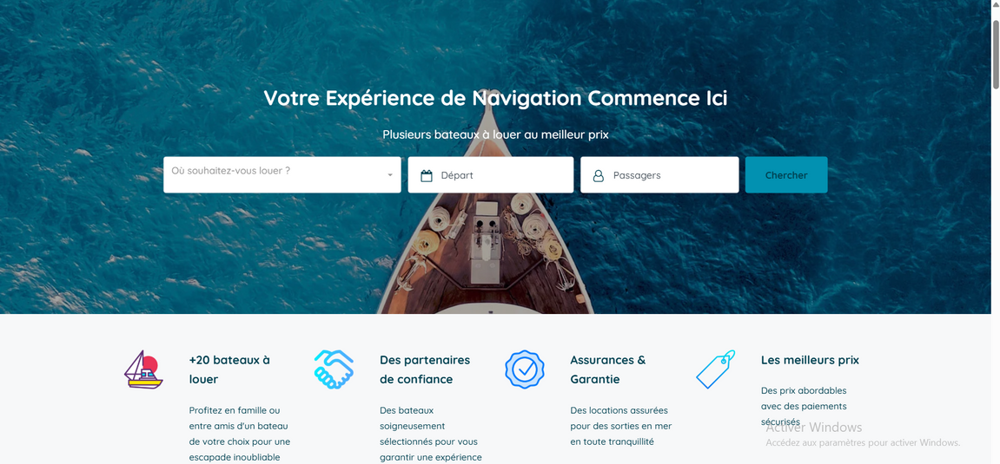 Votre Expérience de Navigation Commence Ici
Plusieurs bateaux à louer au meilleur prix
Où souhaitez-vous louer ?
Départ
Passagers
Chercher
+20 bateaux à
louer
Profitez en famille ou
entre amis d'un bateau
de votre choix pour une
escapade inoubliable
Des partenaires
de confiance
Des bateaux
soigneusement
sélectionnés pour vous
garantir une expérience
Assurances &
Garantie
Des locations assurées
pour des sorties en mer
en toute tranquillité
Les meilleurs prix
Des prix abordables
avec des paiements
sécurisés
Activer Windows
Accédez aux paramètres pour activer Windows.